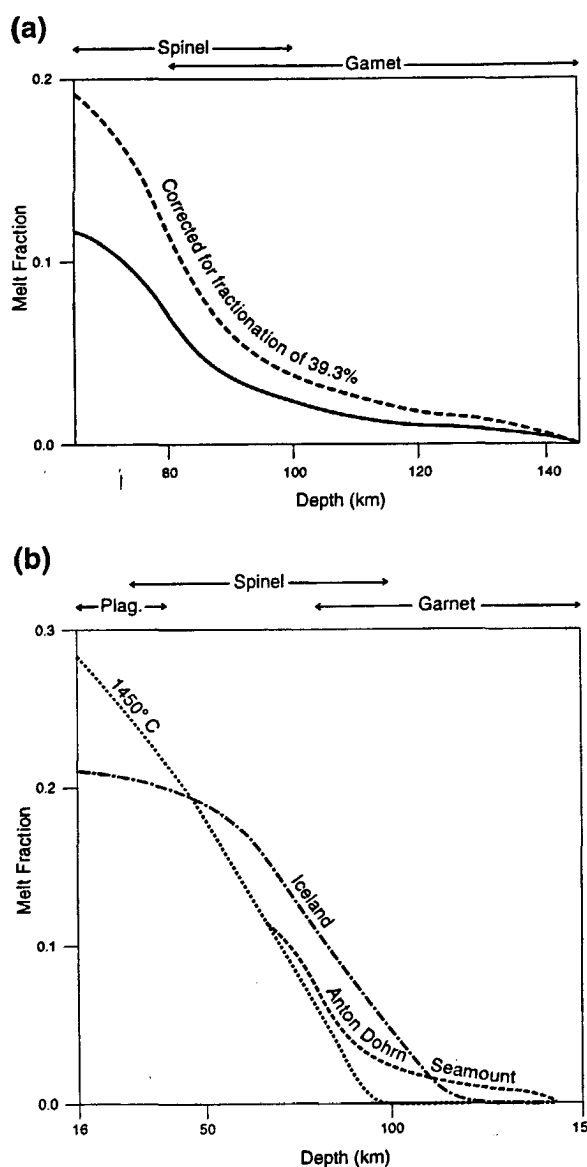 (a)
Spinel
Garnet
0.2
0.1
0.0
Melt Fraction
Corrected for fractionation of 39.3%
80
100
120
140
Depth (km)
(b)
Spinel
Plag.
Garnet
0.3
0.2
0.1
0.0
Melt Fraction
1450° C
Iceland
Anton Dohrn Seamount
16
50
100
15
Depth (km)